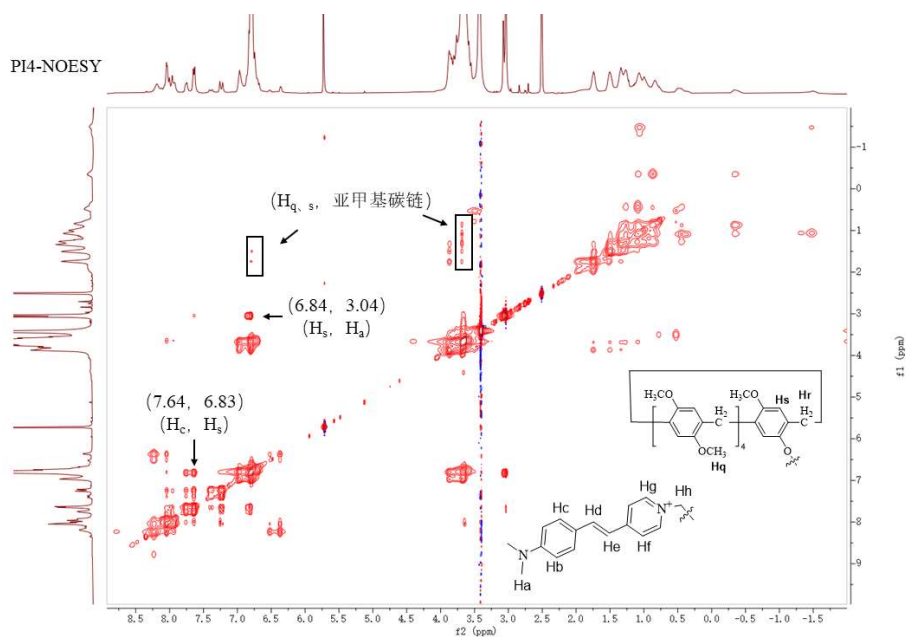 PI4-NOESY
(Hq、s, 亚甲基碳链)
(6.84, 3.04)
(Hs, Ha)
(7.64, 6.83)
(Hc, Hs)
H₃CO
H₃CO
Hs
Hr
C
H₂
CH₂
4
OCH₃
O
Hq
Hc
Hd
Hg
Hh
N⁺
He
Hf
N
Hb
Ha
-1
0
1
2
3
4
5
6
7
8
9
f1 (ppm)
8.5 8.0 7.5 7.0 6.5 6.0 5.5 5.0 4.5 4.0 3.5 3.0 2.5 2.0 1.5 1.0 0.5 0.0 -0.5 -1.0 -1.5
f2 (ppm)